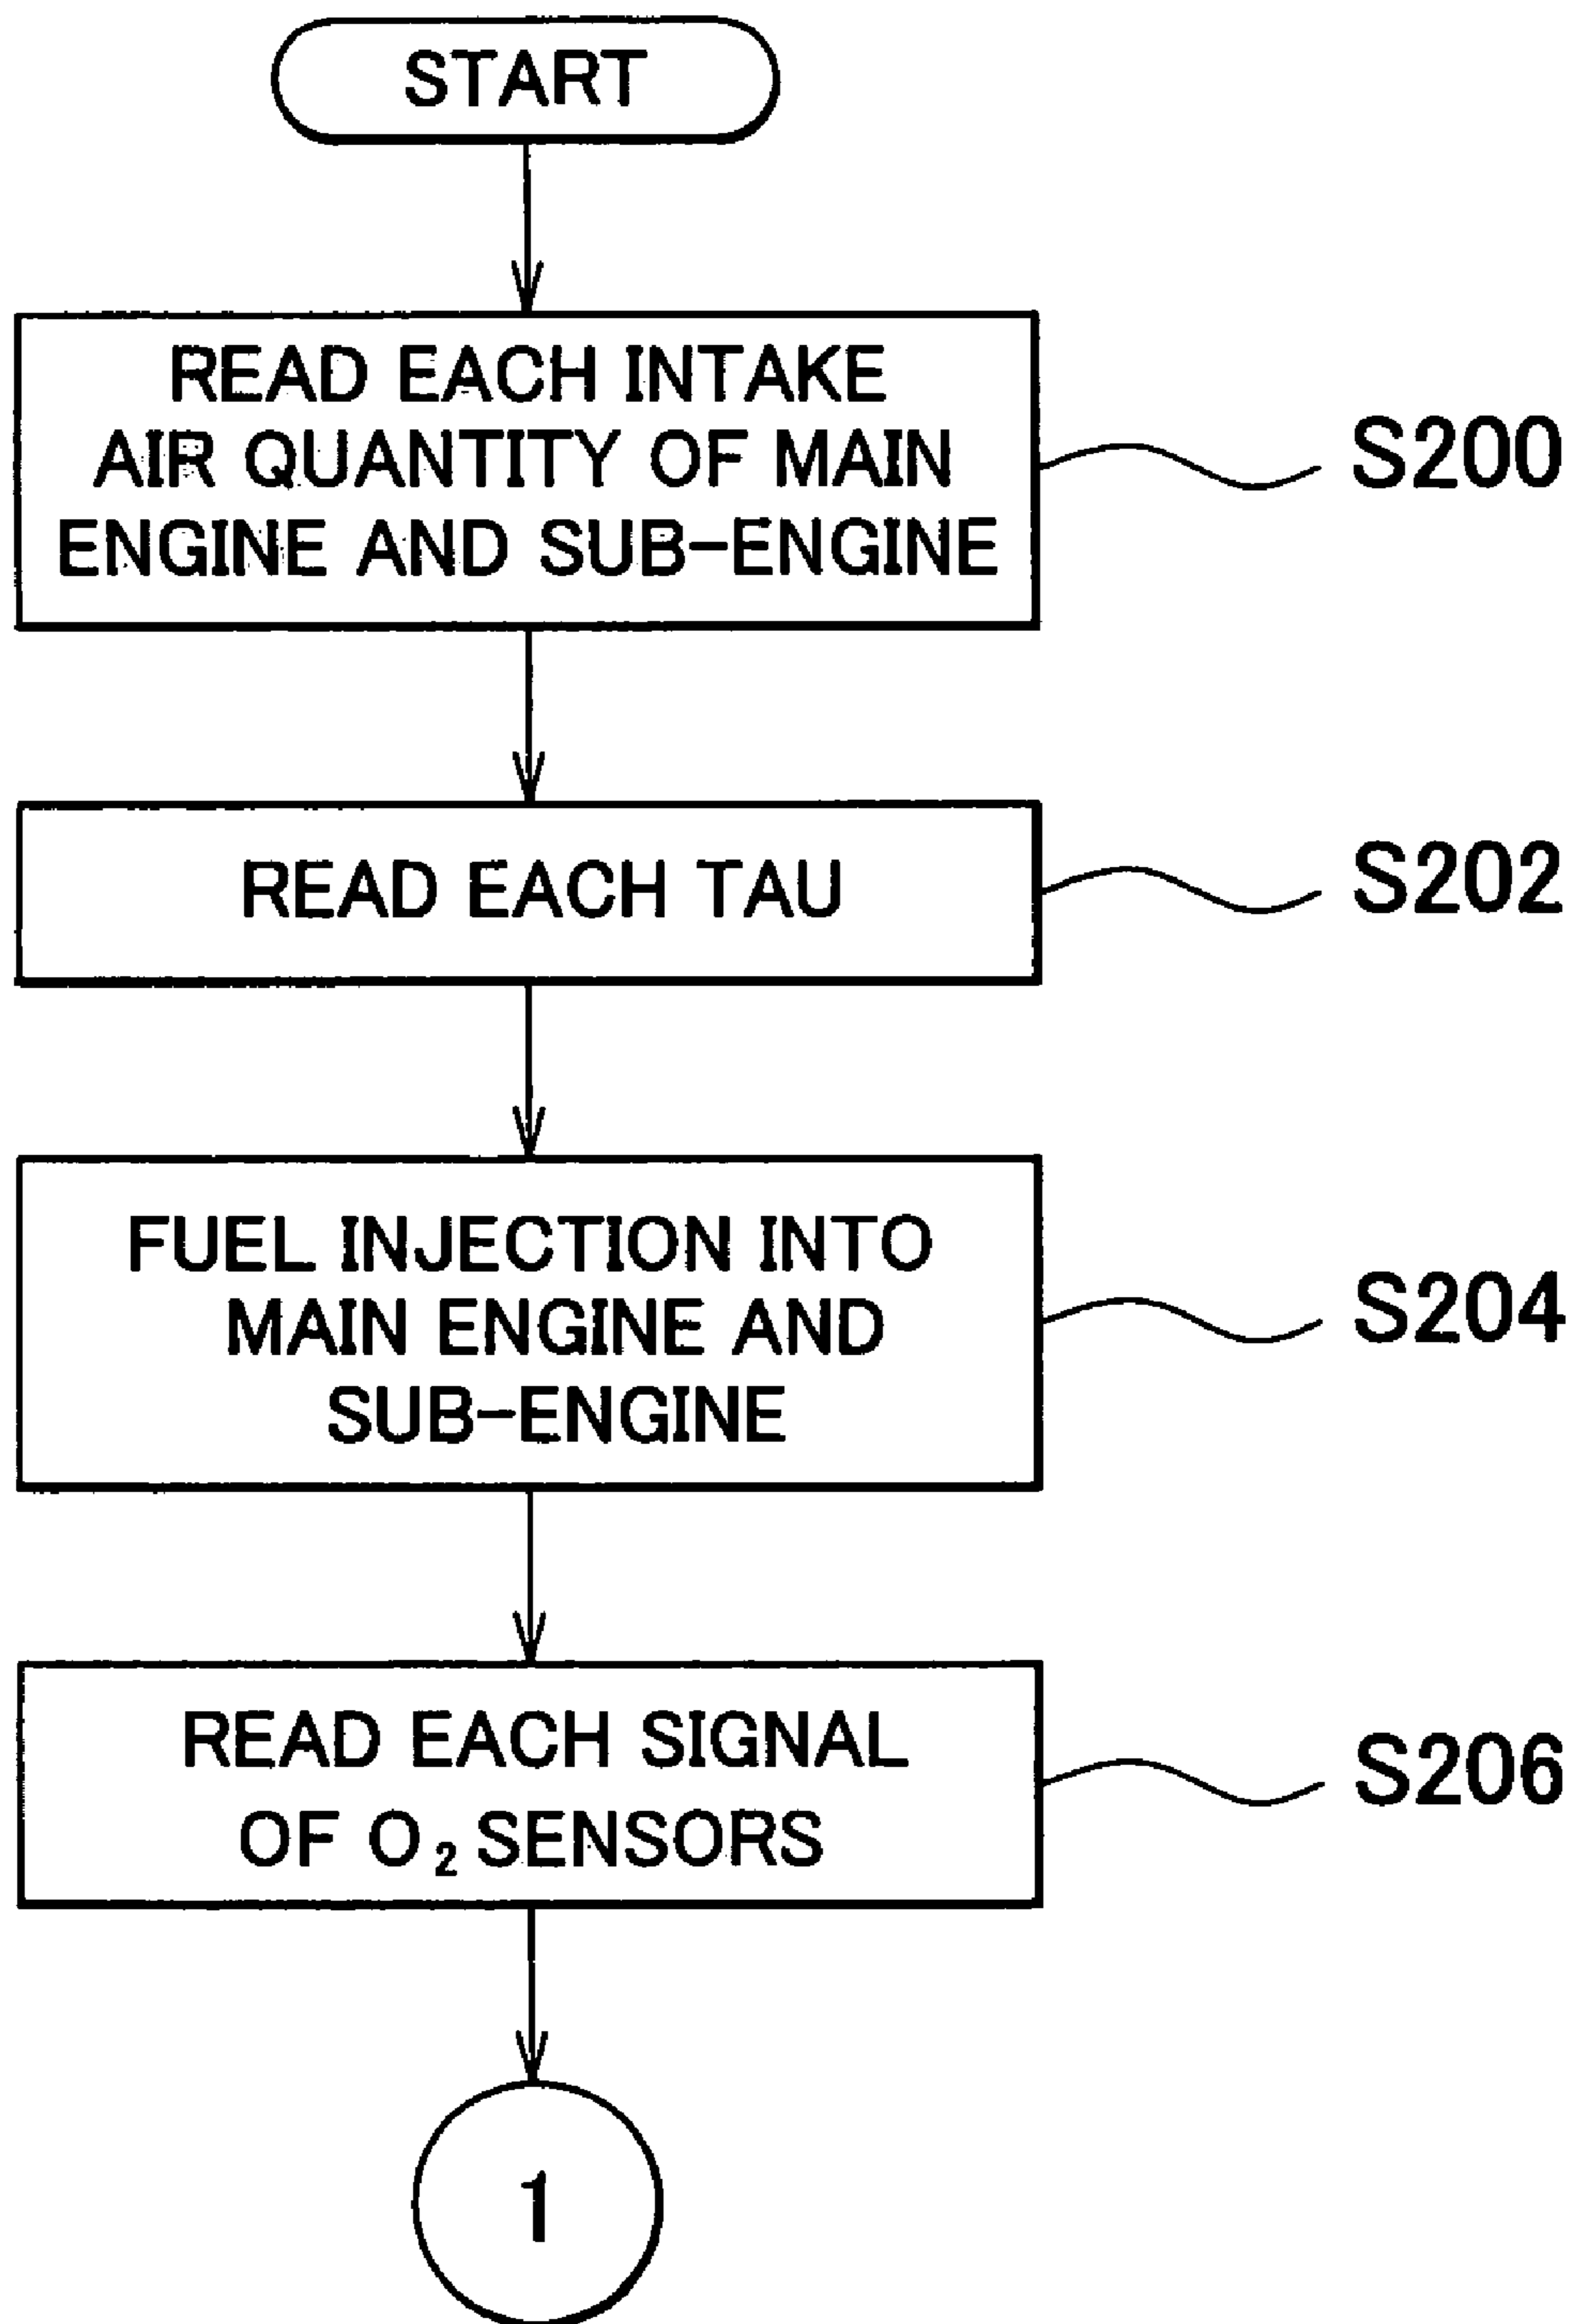 START
READ EACH INTAKE
AIR QUANTITY OF MAIN
ENGINE AND SUB-ENGINE
S200
READ EACH TAU
S202
FUEL INJECTION INTO
MAIN ENGINE AND
SUB-ENGINE
S204
READ EACH SIGNAL
OF O₂ SENSORS
S206
1